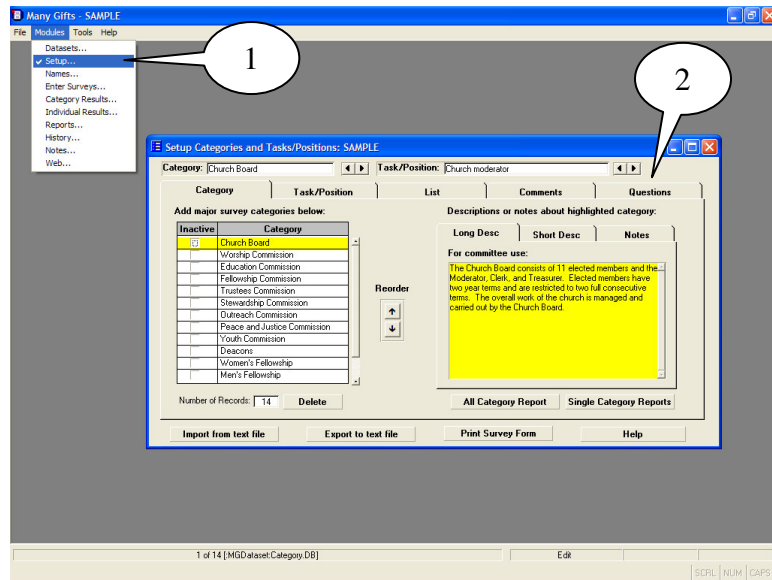 Many Gifts - SAMPLE
File Modules Tools Help
Datasets...
Setup...
Names...
Enter Surveys...
Category Results...
Individual Results...
Reports...
History...
Notes...
Web...
1
2
Setup Categories and Tasks/Positions: SAMPLE
Category: Church Board Task/Position: Church moderator
Category Task/Position List Comments Questions
Add major survey categories below:
Inactive Category
Church Board
Worship Commission
Education Commission
Fellowship Commission
Trustees Commission
Stewardship Commission
Outreach Commission
Peace and Justice Commission
Youth Commission
Deacons
Women's Fellowship
Men's Fellowship
Number of Records: 14 Delete
Reorder
Descriptions or notes about highlighted category:
Long Desc Short Desc Notes
For committee use:
The Church Board consists of 11 elected members and the
Moderator, Clerk, and Treasurer. Elected members have
two year terms and are restricted to two full consecutive
terms. The overall work of the church is managed and
carried out by the Church Board.
All Category Report Single Category Reports
Import from text file Export to text file Print Survey Form Help
1 of 14 [:MGDataset:Category.DB] Edit
SCRL NUM CAPS